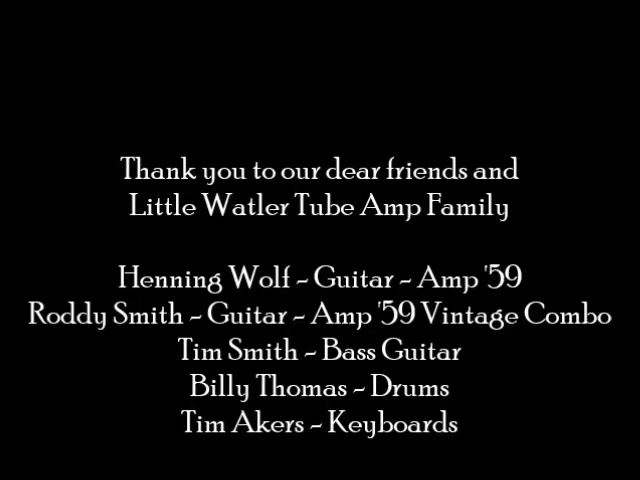 Thank you to our dear friends and
Little Watler Tube Amp Family
Henning Wolf - Guitar - Amp '59
Roddy Smith - Guitar - Amp '59 Vintage Combo
Tim Smith - Bass Guitar
Billy Thomas - Drums
Tim Akers - Keyboards